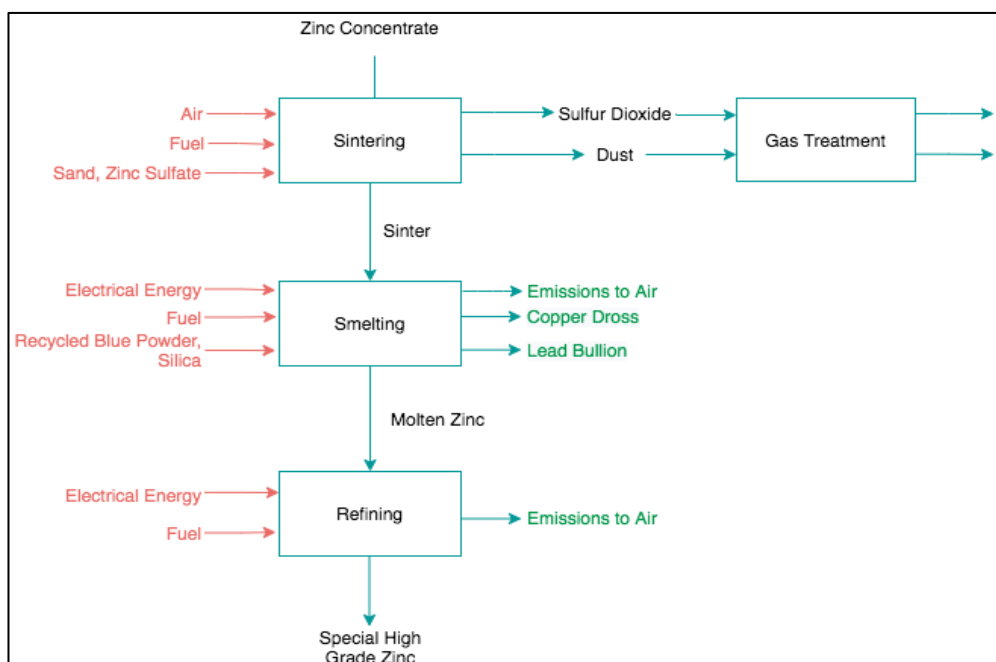 Zinc Concentrate
Air
Fuel
Sand, Zinc Sulfate
Sintering
Sulfur Dioxide
Dust
Gas Treatment
Sinter
Electrical Energy
Fuel
Recycled Blue Powder,
Silica
Smelting
Emissions to Air
Copper Dross
Lead Bullion
Molten Zinc
Electrical Energy
Fuel
Refining
Emissions to Air
Special High
Grade Zinc